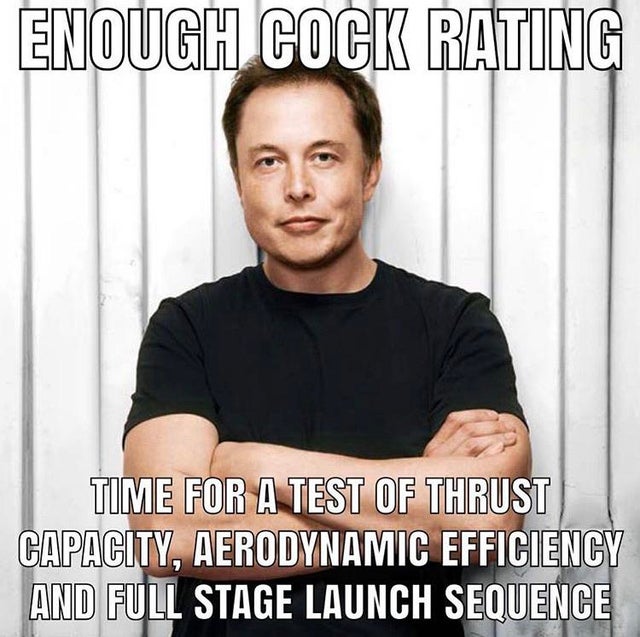 ENOUGH COCK RATING
TIME FOR A TEST OF THRUST
CAPACITY, AERODYNAMIC EFFICIENCY
AND FULL STAGE LAUNCH SEQUENCE